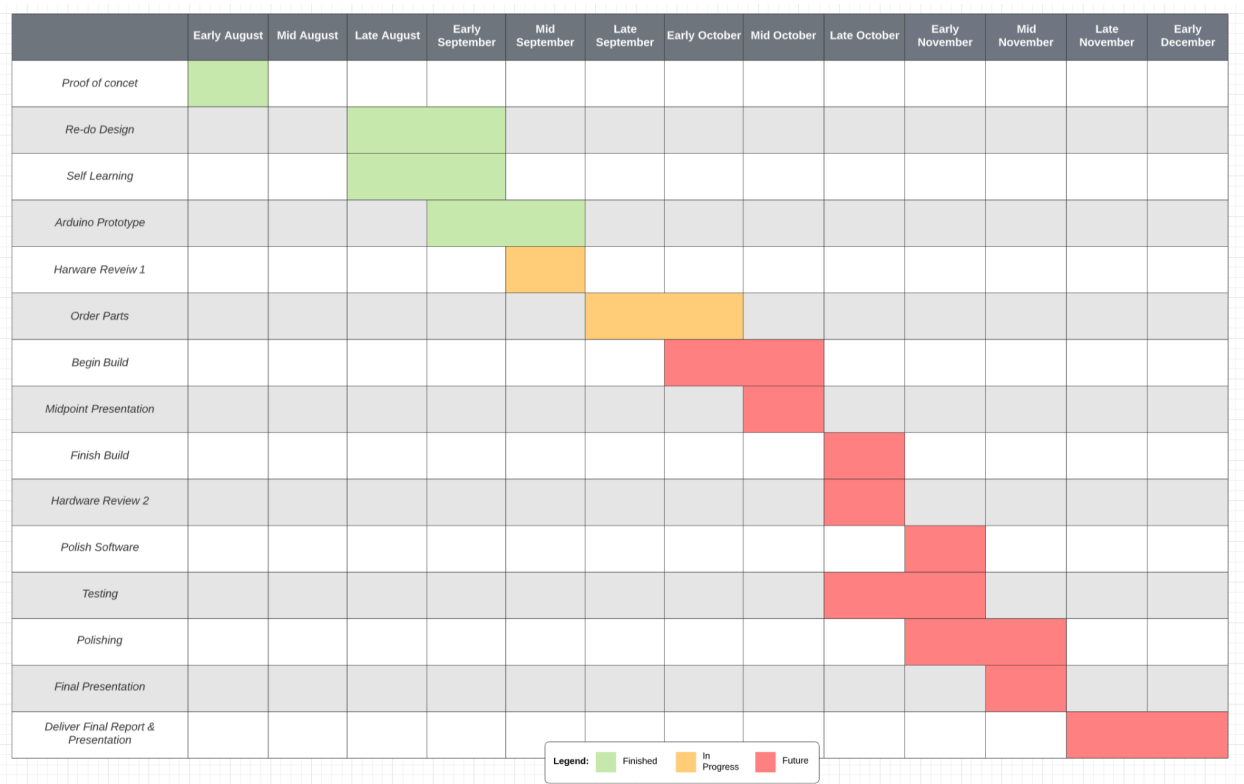 Early August Mid August Late August Early September Mid September Late September Early October Mid October Late October Early November Mid November Late November Early December
Proof of concet
Re-do Design
Self Learning
Arduino Prototype
Harware Reveiw 1
Order Parts
Begin Build
Midpoint Presentation
Finish Build
Hardware Review 2
Polish Software
Testing
Polishing
Final Presentation
Deliver Final Report &
Presentation
Legend: Finished In Progress Future